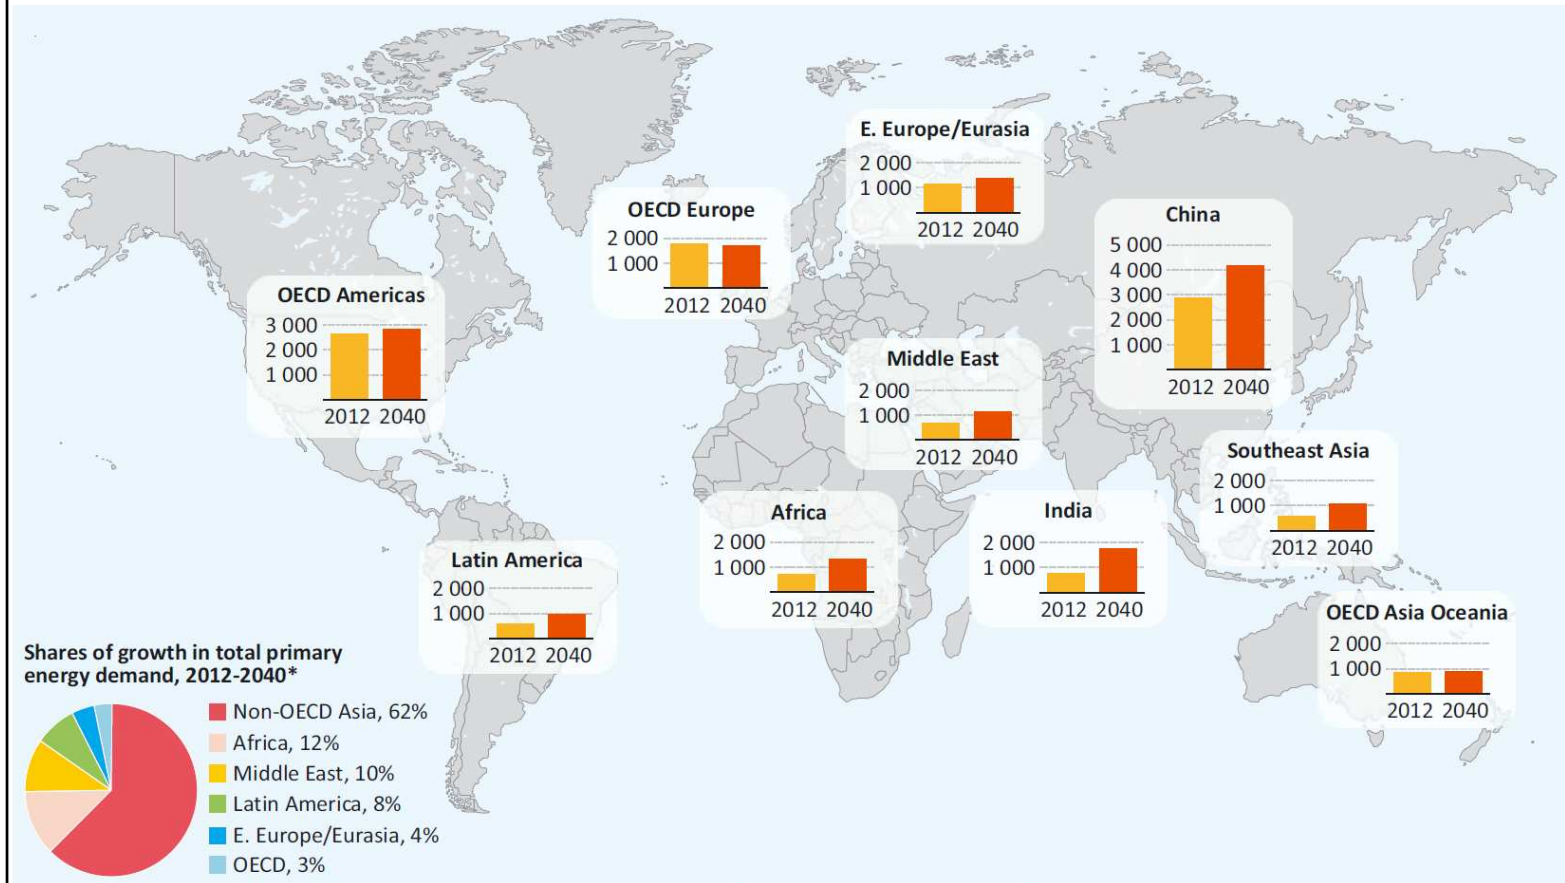 E. Europe/Eurasia
2 000
1 000
2012 2040
OECD Europe
2 000
1 000
2012 2040
China
5 000
4 000
3 000
2 000
1 000
2012 2040
OECD Americas
3 000
2 000
1 000
2012 2040
Middle East
2 000
1 000
2012 2040
Southeast Asia
2 000
1 000
2012 2040
Africa
2 000
1 000
2012 2040
India
2 000
1 000
2012 2040
Latin America
2 000
1 000
2012 2040
OECD Asia Oceania
2 000
1 000
2012 2040
Shares of growth in total primary
energy demand, 2012-2040*
Non-OECD Asia, 62%
Africa, 12%
Middle East, 10%
Latin America, 8%
E. Europe/Eurasia, 4%
OECD, 3%